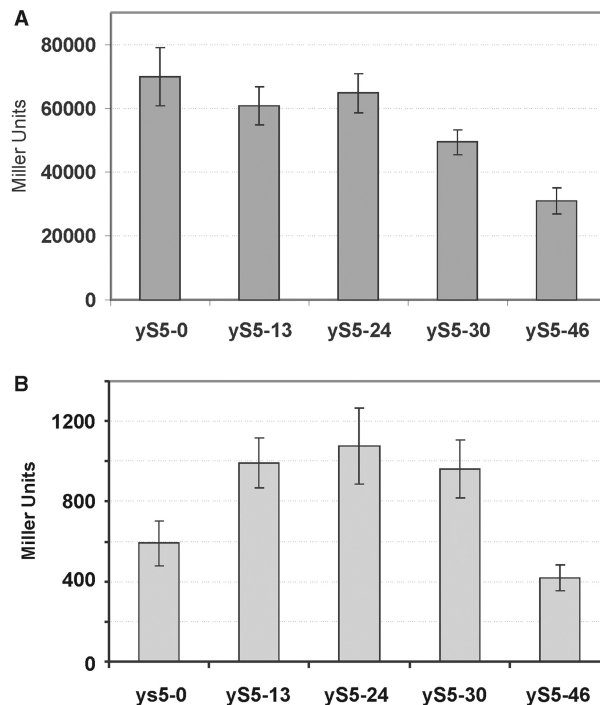 A
Miller Units
80000
60000
40000
20000
0
yS5-0 yS5-13 yS5-24 yS5-30 yS5-46
B
Miller Units
1200
800
400
0
ys5-0 yS5-13 yS5-24 yS5-30 yS5-46